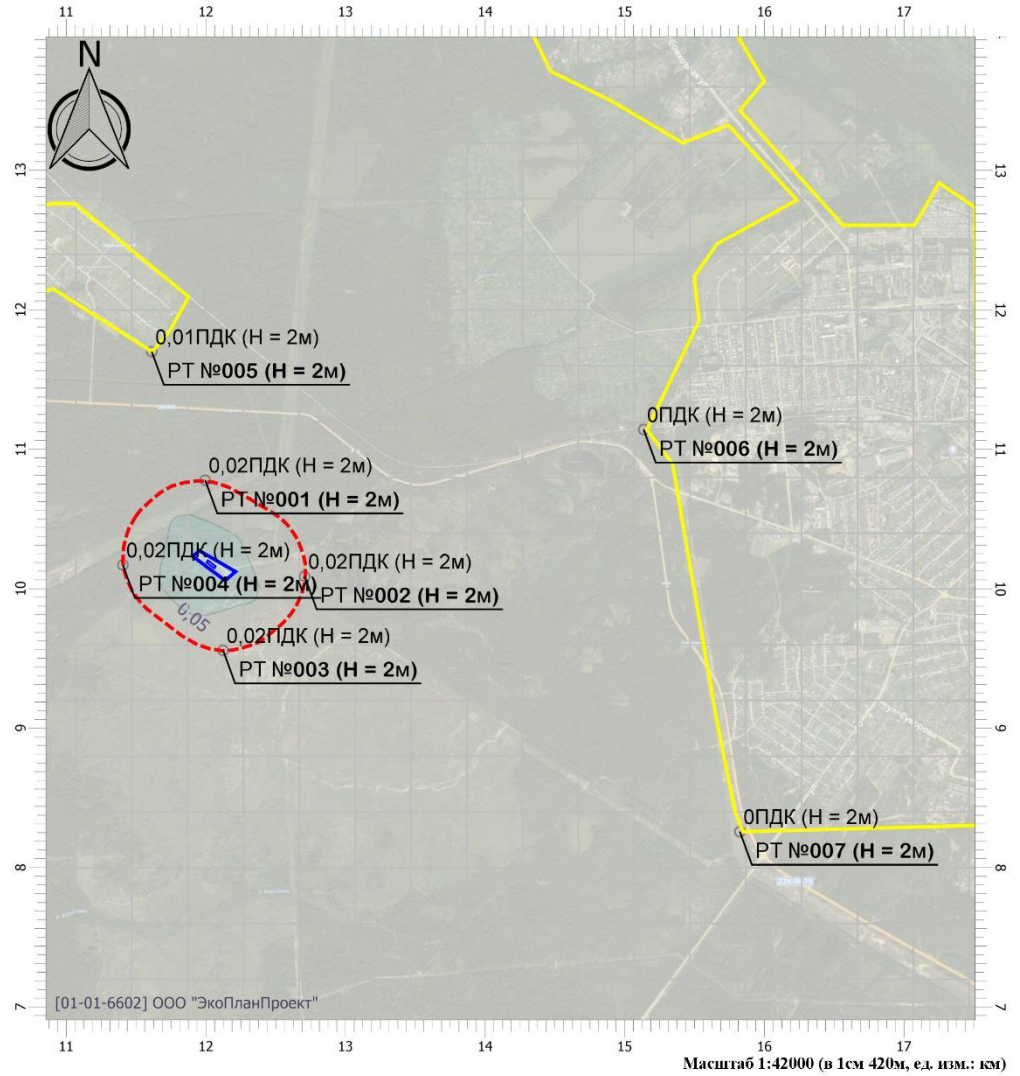 11 12 13 14 15 16 17
N
13
13
12
12
0,01ПДК (Н = 2м)
РТ №005 (Н = 2м)
11
11
0ПДК (Н = 2м)
РТ №006 (Н = 2м)
0,02ПДК (Н = 2м)
РТ №001 (Н = 2м)
10
10
0,02ПДК (Н = 2м)
РТ №004 (Н = 2м)
0,02ПДК (Н = 2м)
РТ №002 (Н = 2м)
0,05
0,02ПДК (Н = 2м)
РТ №003 (Н = 2м)
9
9
0ПДК (Н = 2м)
РТ №007 (Н = 2м)
8
8
7
7
[01-01-6602] ООО "ЭкоПланПроект"
11 12 13 14 15 16 17
Масштаб 1:42000 (в 1см 420м, ед. изм.: км)